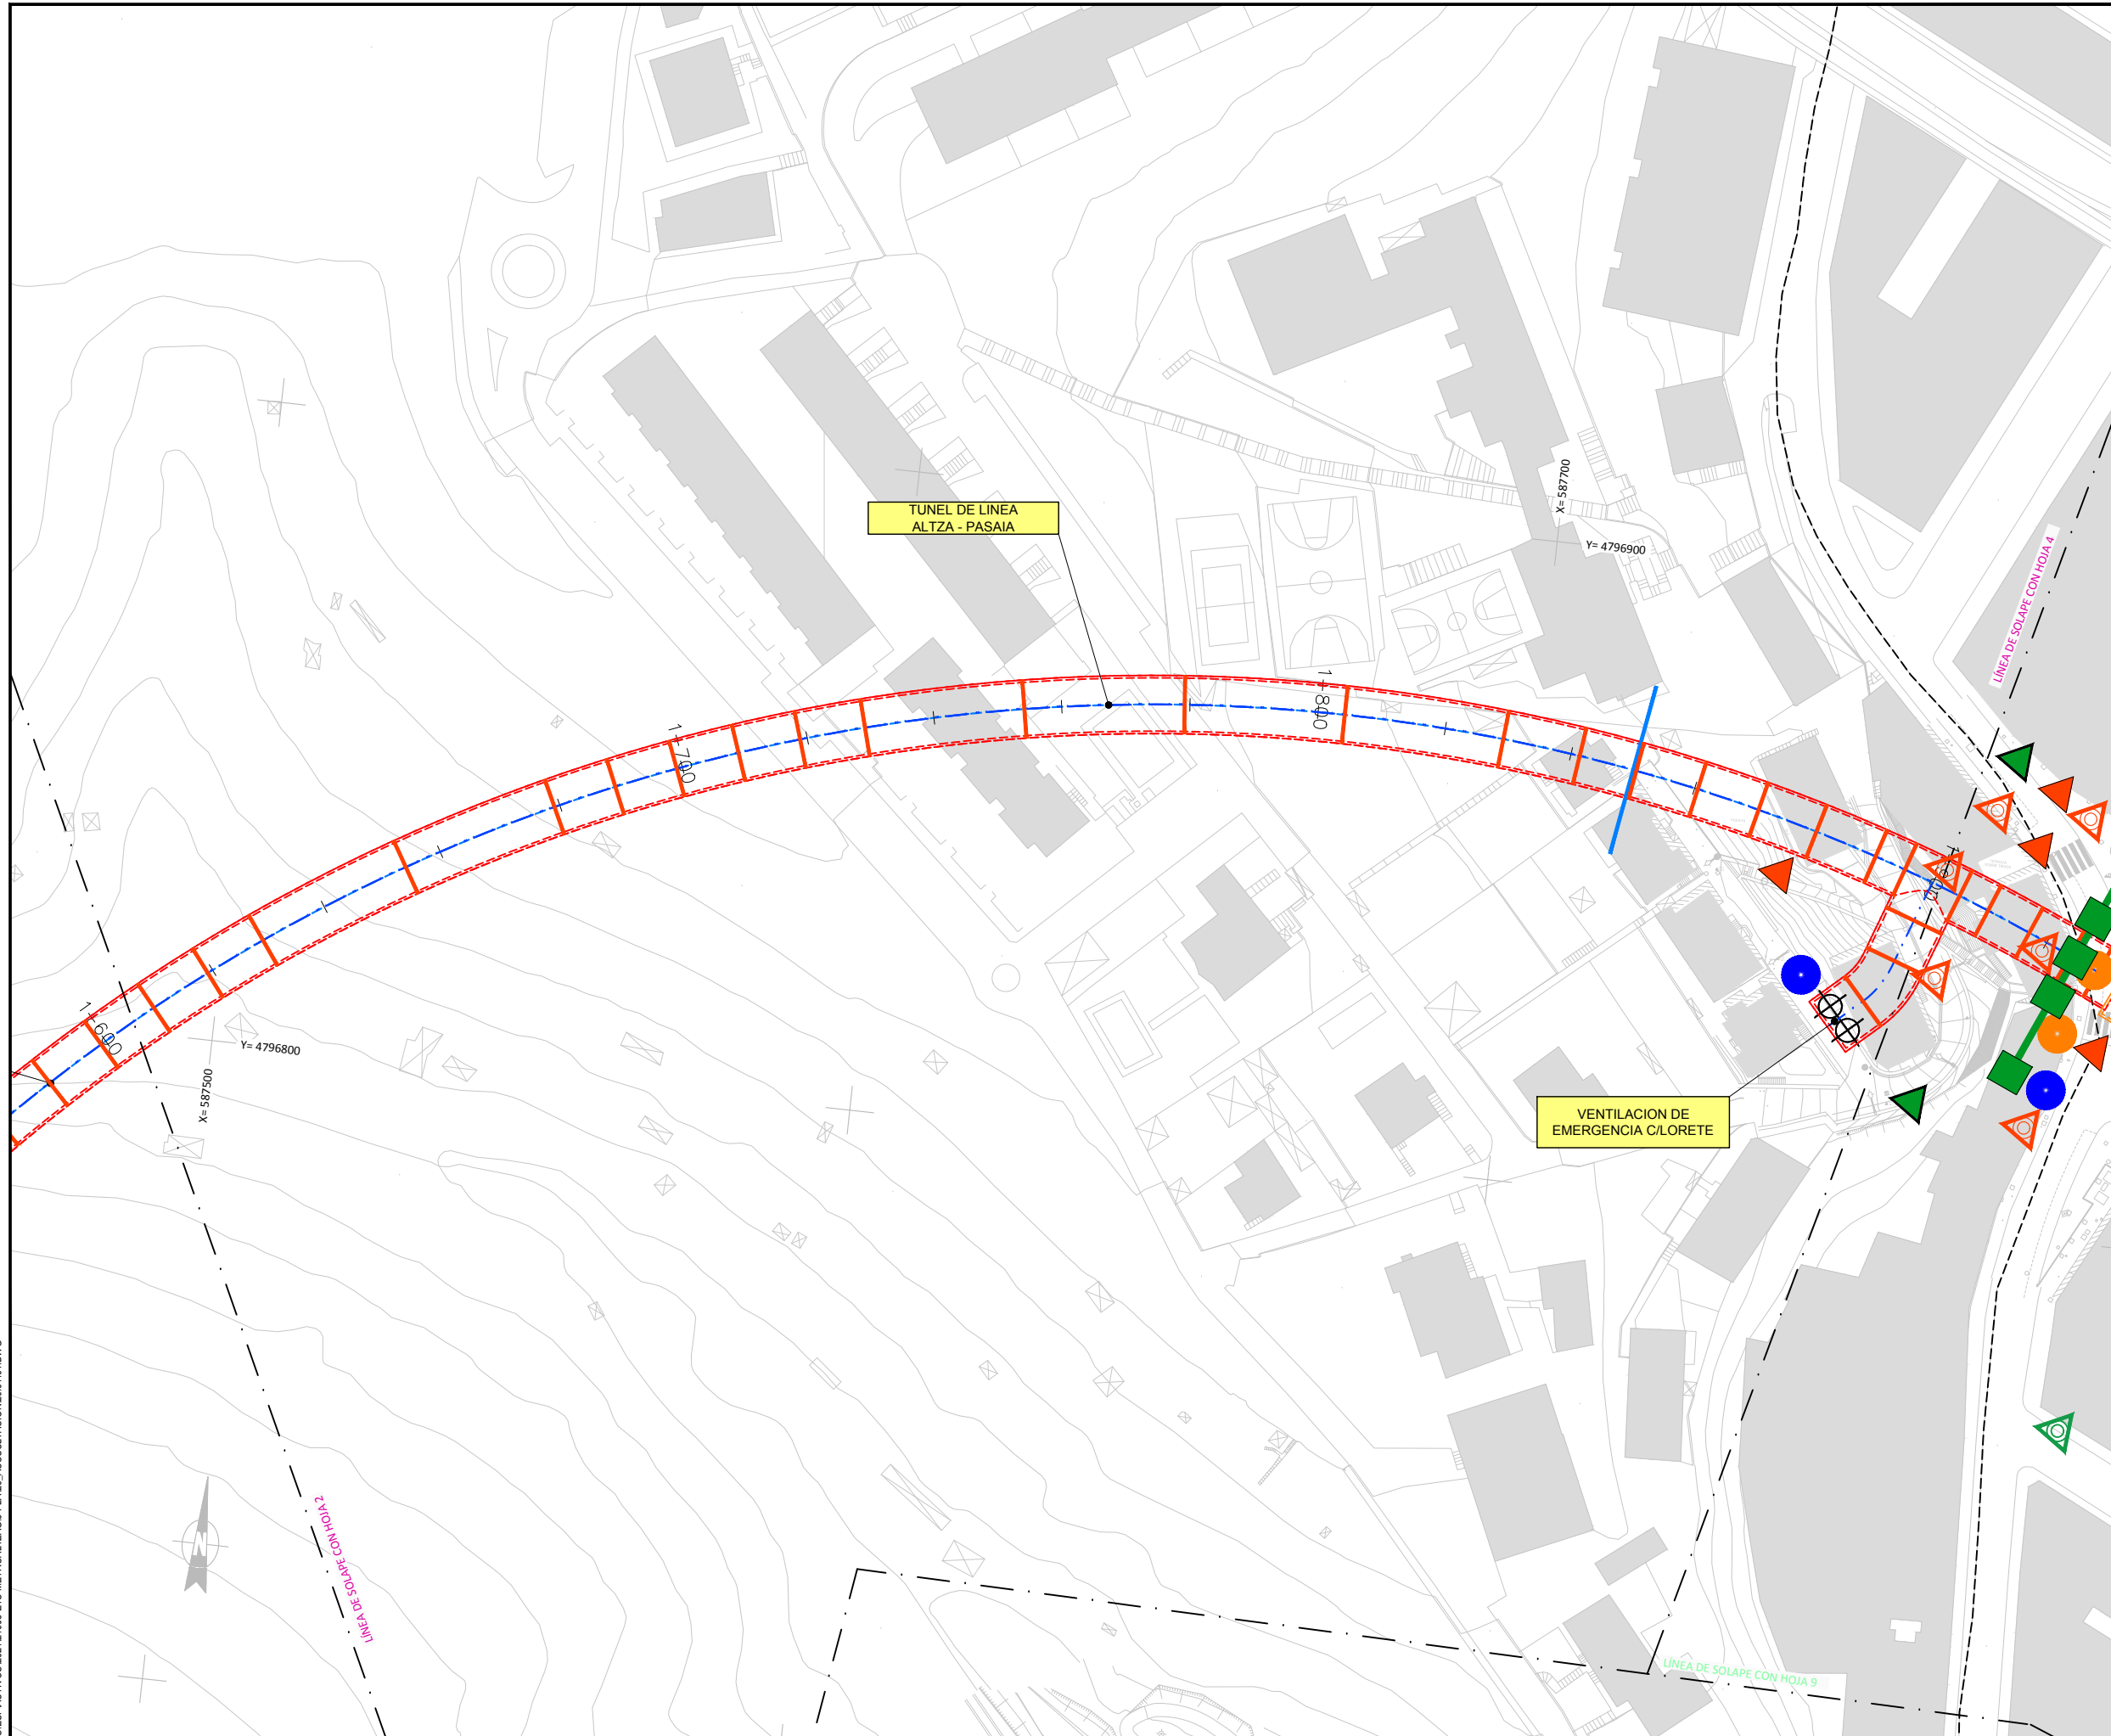 TUNEL DE LINEA
ALTZA - PASAIA
X= 587700
Y= 4796900
LÍNEA DE SOLAPE CON HOJA 4
1+700
1+800
1+600
Y= 4796800
X= 587500
VENTILACION DE
EMERGENCIA C/LORETE
LÍNEA DE SOLAPE CON HOJA 2
LÍNEA DE SOLAPE CON HOJA 9